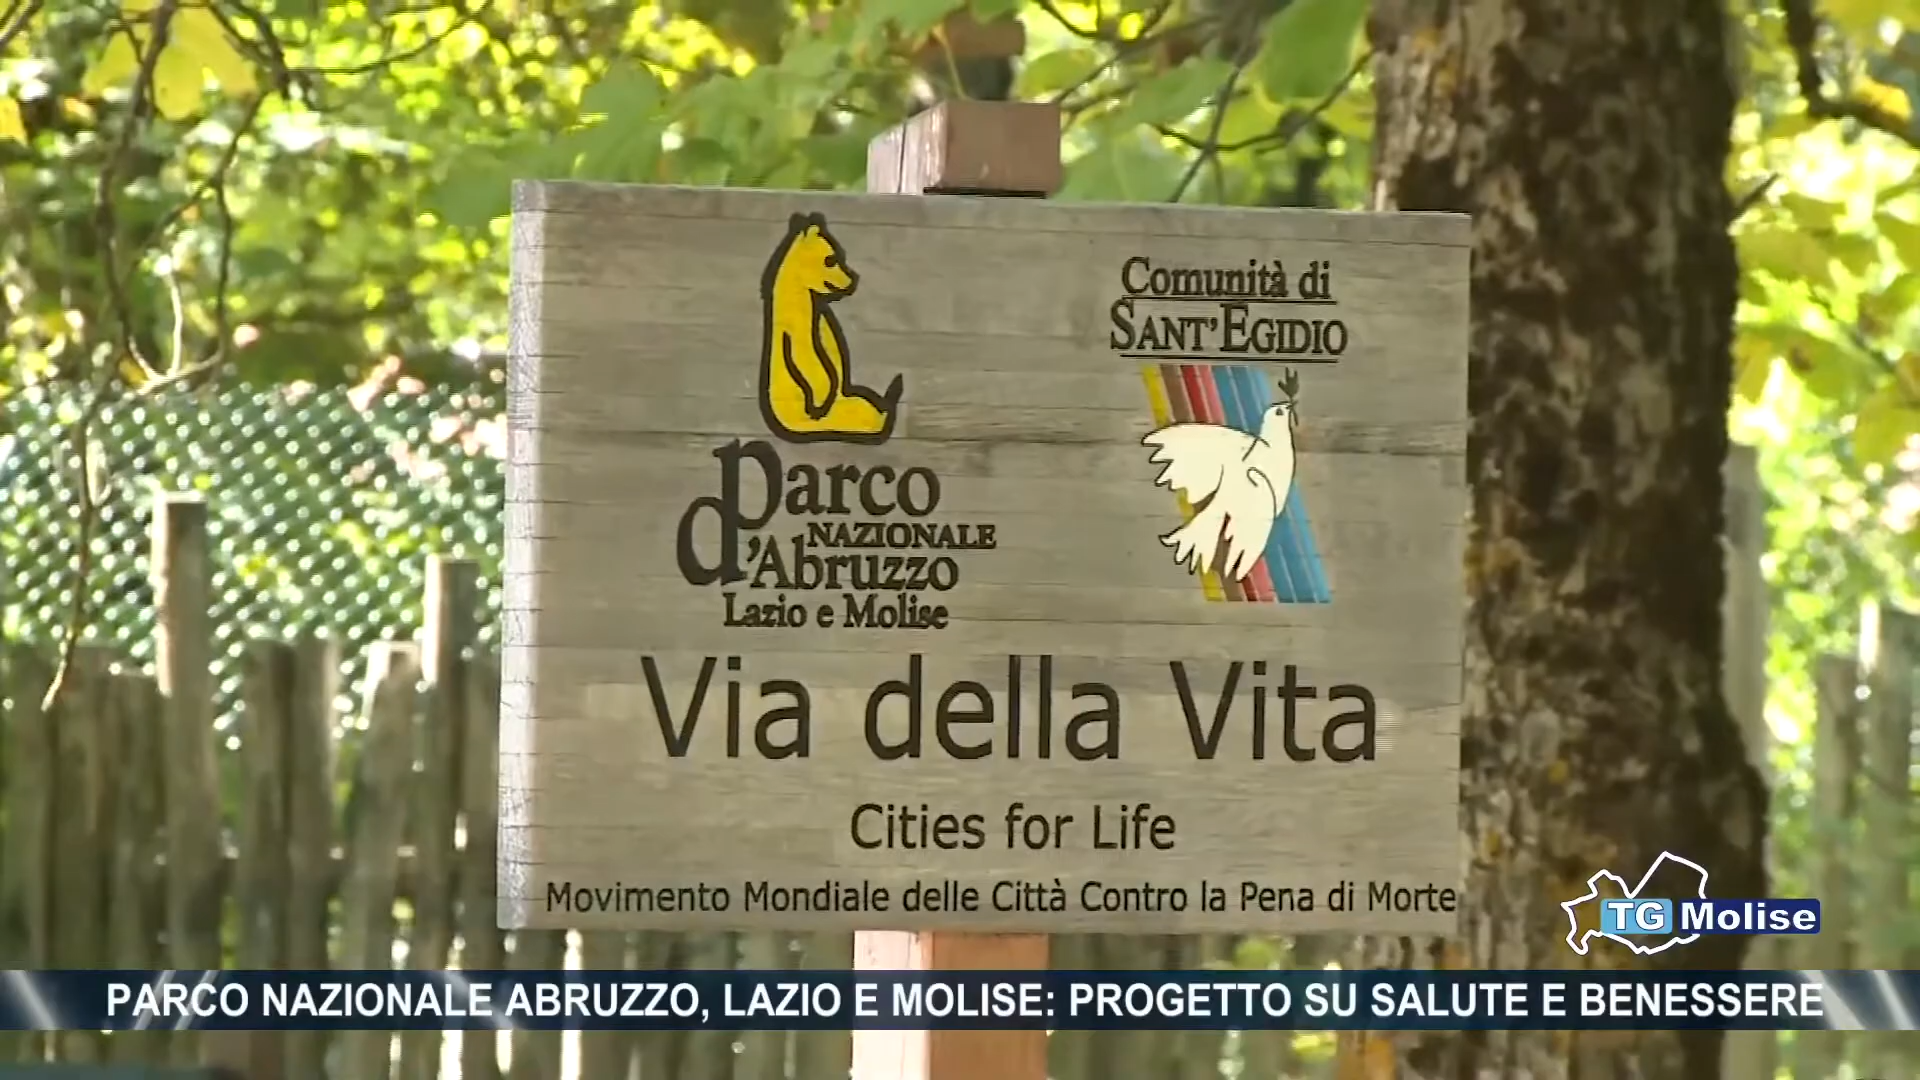 Parco
NAZIONALE
d'Abruzzo
Lazio e Molise
Comunità di
SANT'EGIDIO
Via della Vita
Cities for Life
Movimento Mondiale delle Città Contro la Pena di Morte
TG Molise
PARCO NAZIONALE ABRUZZO, LAZIO E MOLISE: PROGETTO SU SALUTE E BENESSERE